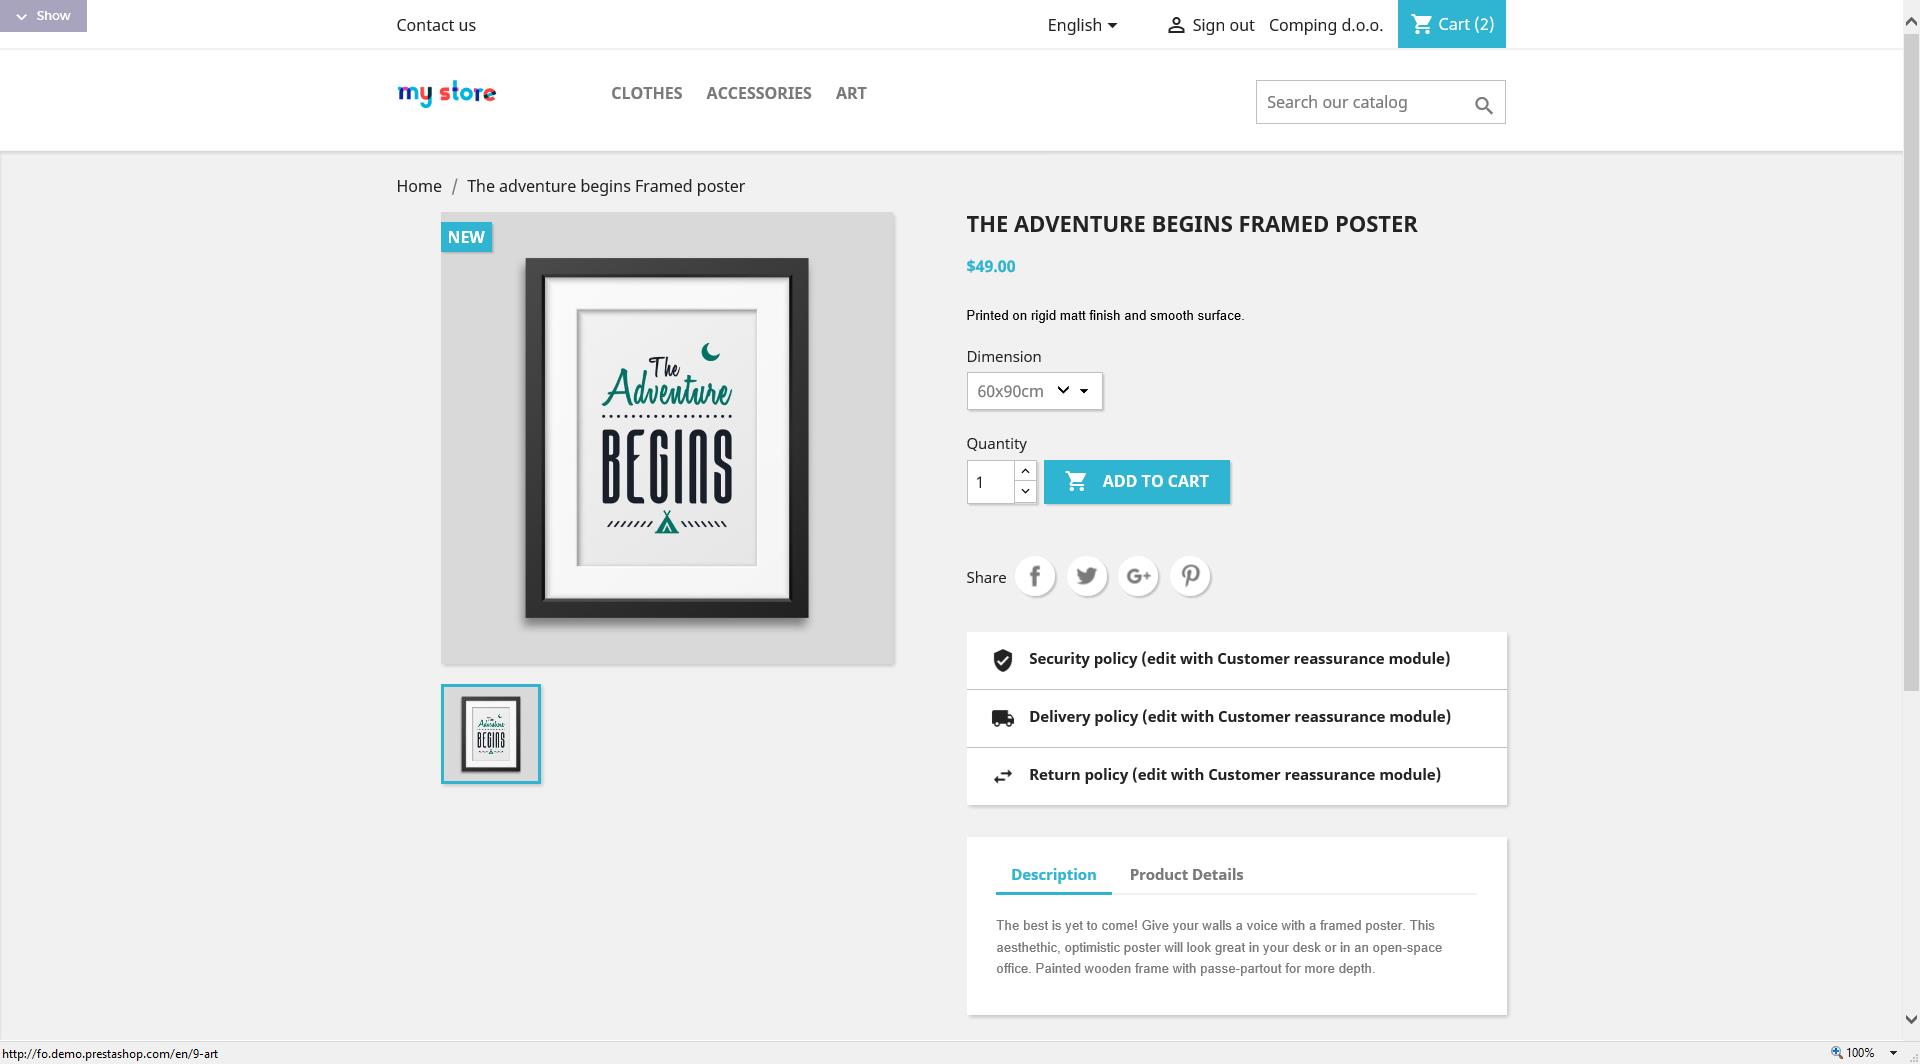 Show
Contact us
English
Sign out
Comping d.o.o.
Cart (2)
my store
CLOTHES
ACCESSORIES
ART
Search our catalog
Home / The adventure begins Framed poster
NEW
The
Adventure
BEGINS
The
Adventure
BEGINS
THE ADVENTURE BEGINS FRAMED POSTER
$49.00
Printed on rigid matt finish and smooth surface.
Dimension
60x90cm
Quantity
1
ADD TO CART
Share
Security policy (edit with Customer reassurance module)
Delivery policy (edit with Customer reassurance module)
Return policy (edit with Customer reassurance module)
Description
Product Details
The best is yet to come! Give your walls a voice with a framed poster. This
aesthethic, optimistic poster will look great in your desk or in an open-space
office. Painted wooden frame with passe-partout for more depth.
http://fo.demo.prestashop.com/en/9-art
100%